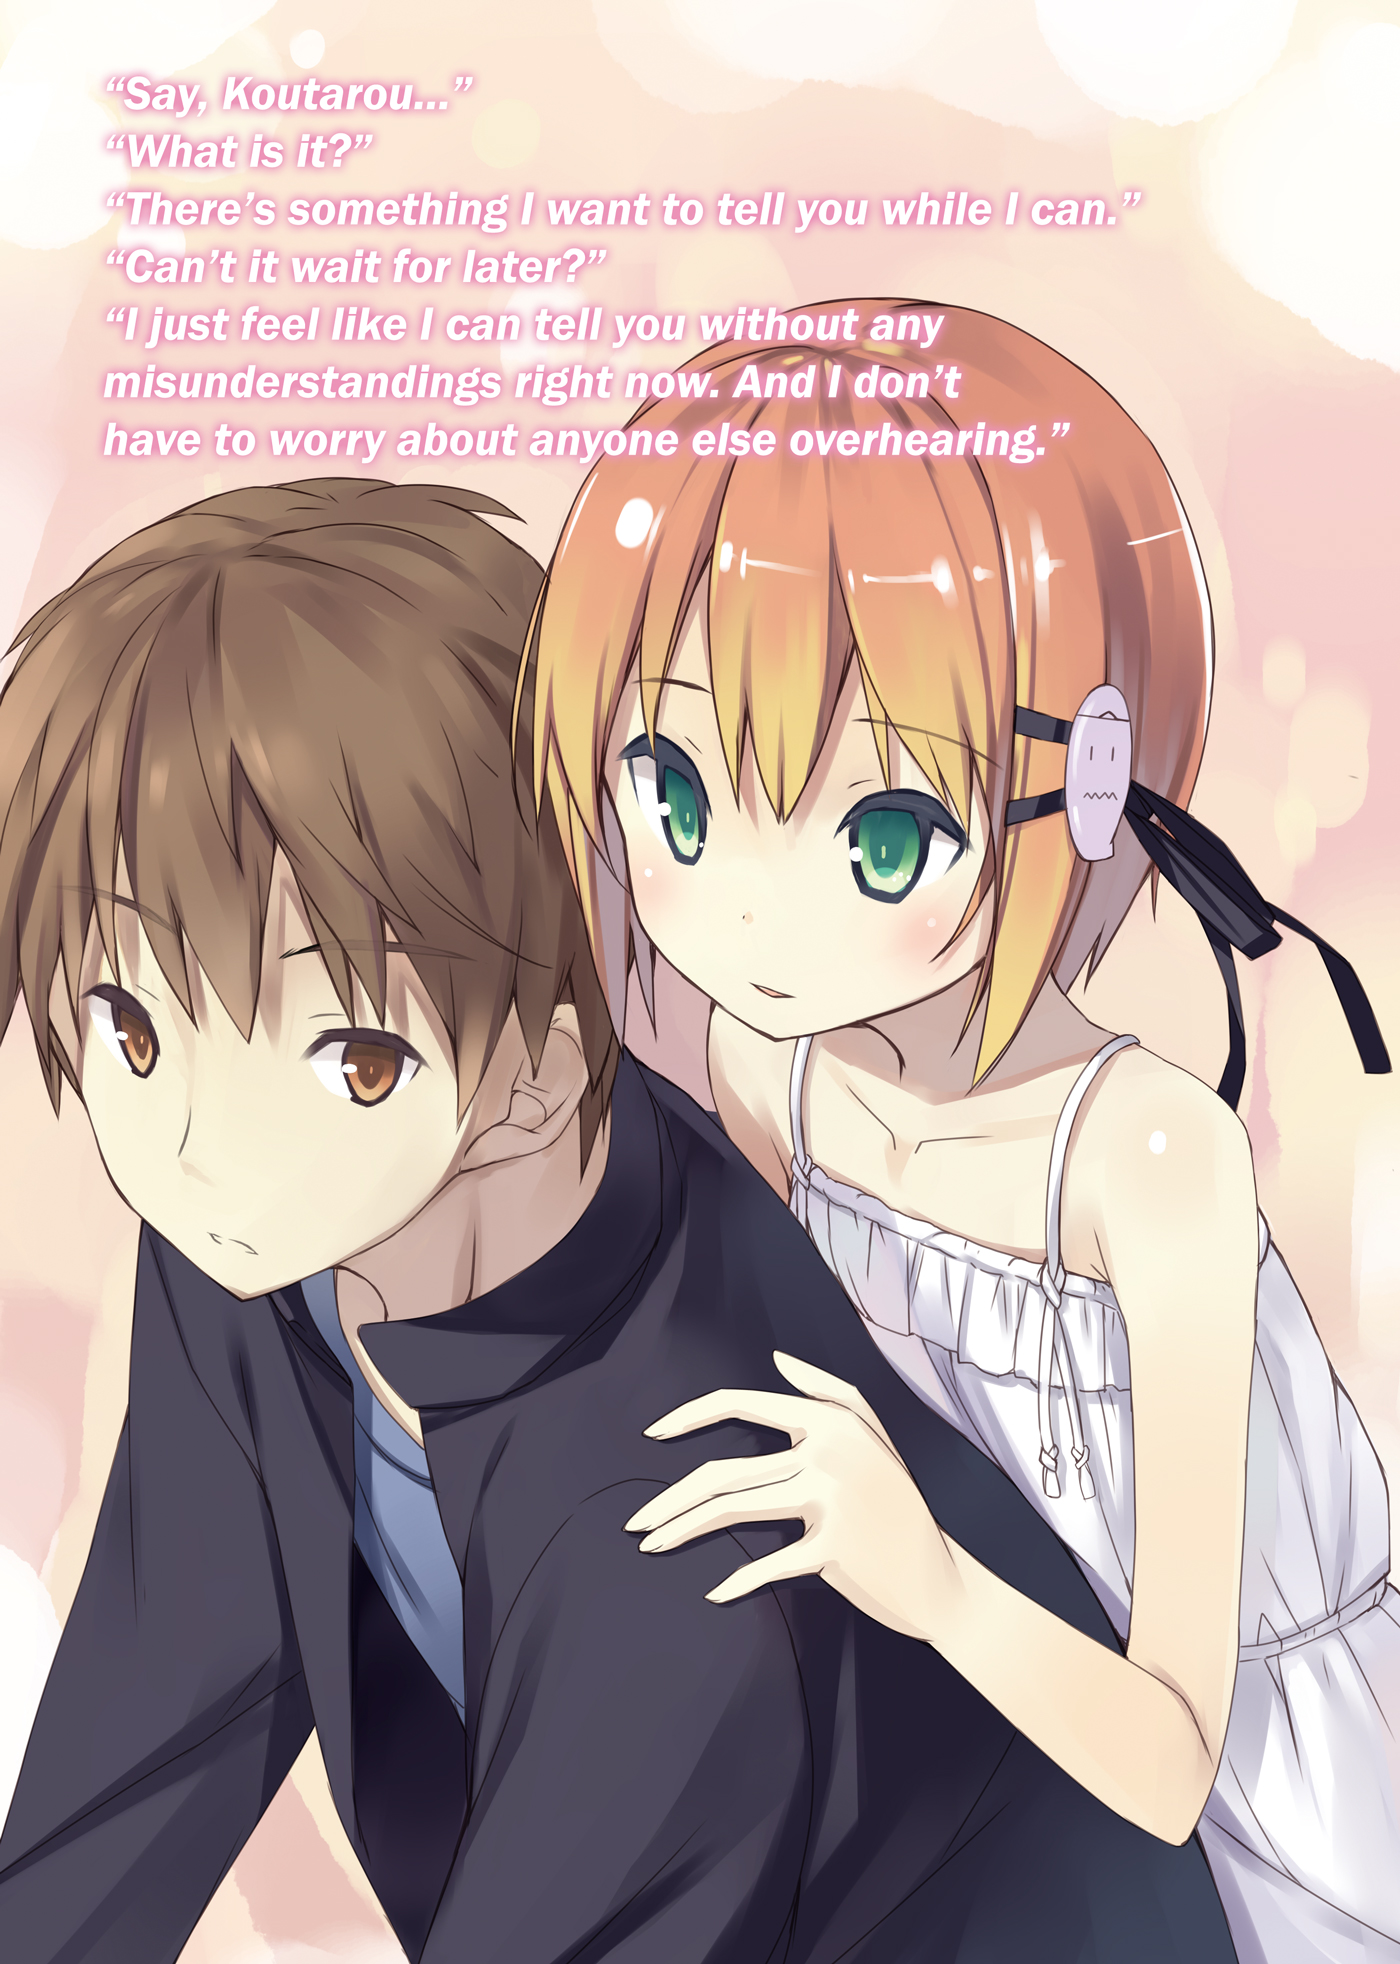 “Say, Koutarou...”
“What is it?”
“There’s something I want to tell you while I can.”
“Can’t it wait for later?”
“I just feel like I can tell you without any
misunderstandings right now. And I don’t
have to worry about anyone else overhearing.”